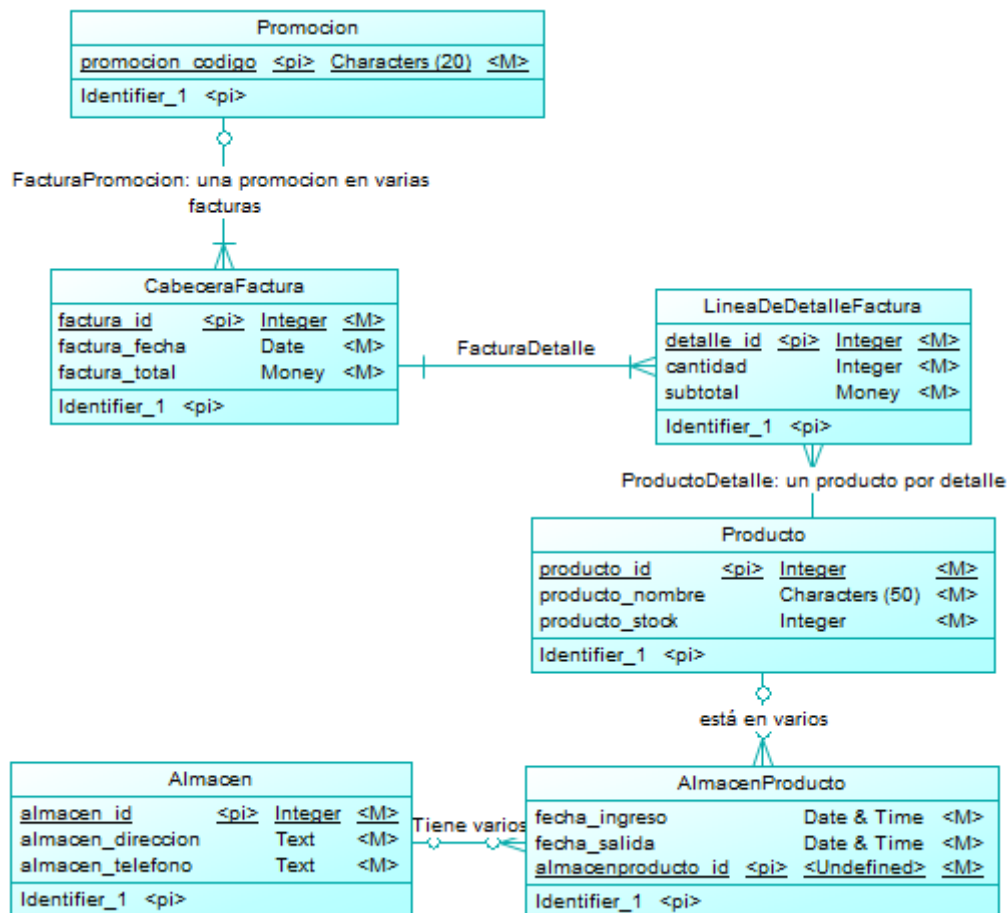 Promocion
promocion_codigo <pi> Characters (20) <M>
Identifier_1 <pi>
FacturaPromocion: una promocion en varias
facturas
CabeceraFactura
factura_id <pi> Integer <M>
factura_fecha Date <M>
factura_total Money <M>
Identifier_1 <pi>
FacturaDetalle
LineaDeDetalleFactura
detalle_id <pi> Integer <M>
cantidad Integer <M>
subtotal Money <M>
Identifier_1 <pi>
ProductoDetalle: un producto por detalle
Producto
producto_id <pi> Integer <M>
producto_nombre Characters (50) <M>
producto_stock Integer <M>
Identifier_1 <pi>
está en varios
Almacen
almacen_id <pi> Integer <M>
almacen_direccion Text <M>
almacen_telefono Text <M>
Identifier_1 <pi>
Tiene varios
AlmacenProducto
fecha_ingreso Date & Time <M>
fecha_salida Date & Time <M>
almacenproducto_id <pi> <Undefined> <M>
Identifier_1 <pi>